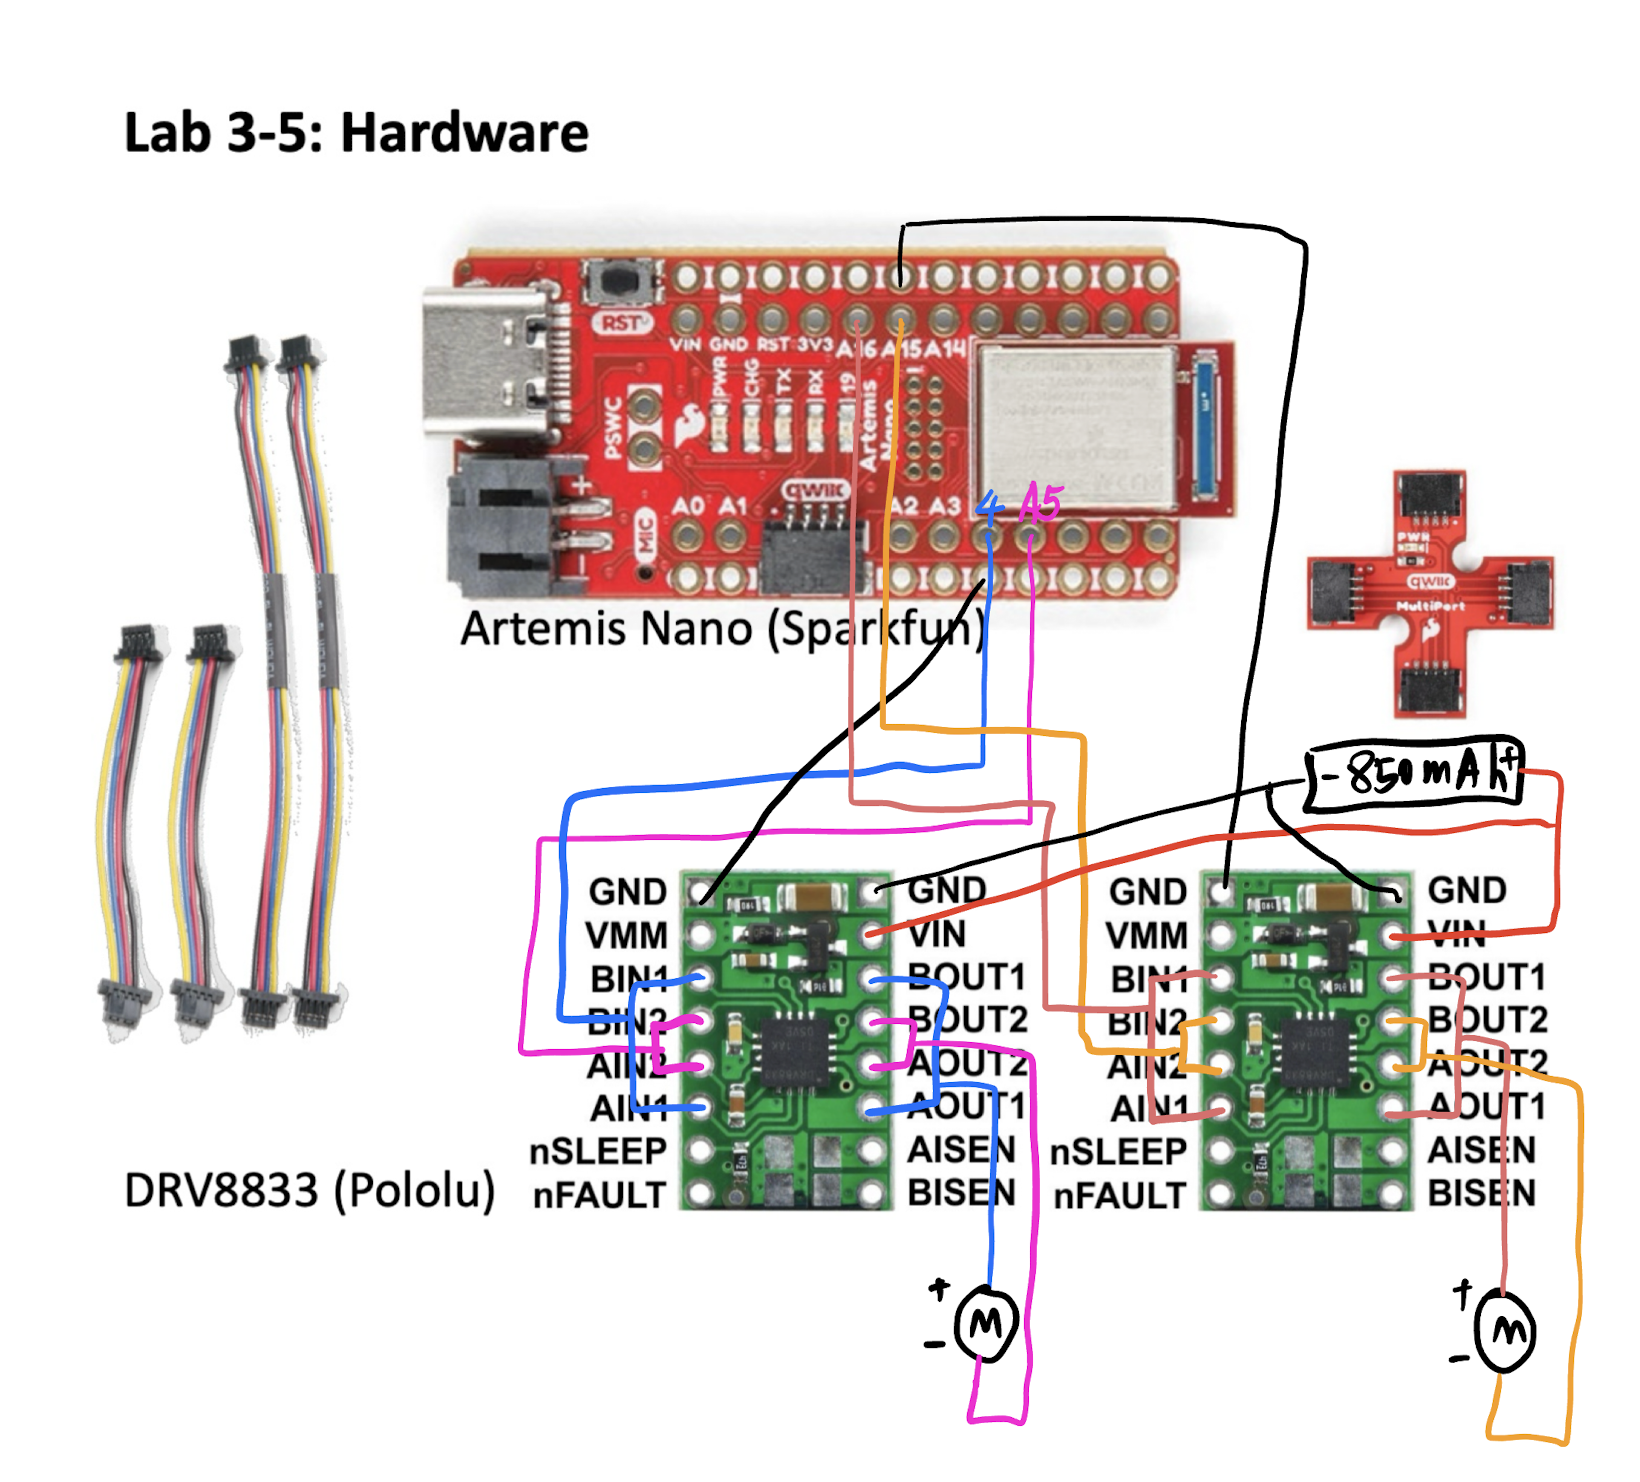 Lab 3-5: Hardware
RST
VIN GND RST 3V3 A16 A15 A14
PWR
CHG
TX
RX
19
Artemis
Nano
PSWC
+
-
MIC
A0 A1
qwiic
A2 A3 4 A5
Artemis Nano (Sparkfun)
PWR
qwiic
MultiPort
- 850mAh +
GND GND GND GND
VMM VIN VMM VIN
BIN1 BOUT1 BIN1 BOUT1
BIN2 BOUT2 BIN2 BOUT2
AIN2 AOUT2 AIN2 AOUT2
AIN1 AOUT1 AIN1 AOUT1
nSLEEP AISEN nSLEEP AISEN
nFAULT BISEN nFAULT BISEN
DRV8833 (Pololu)
+ M - + M -